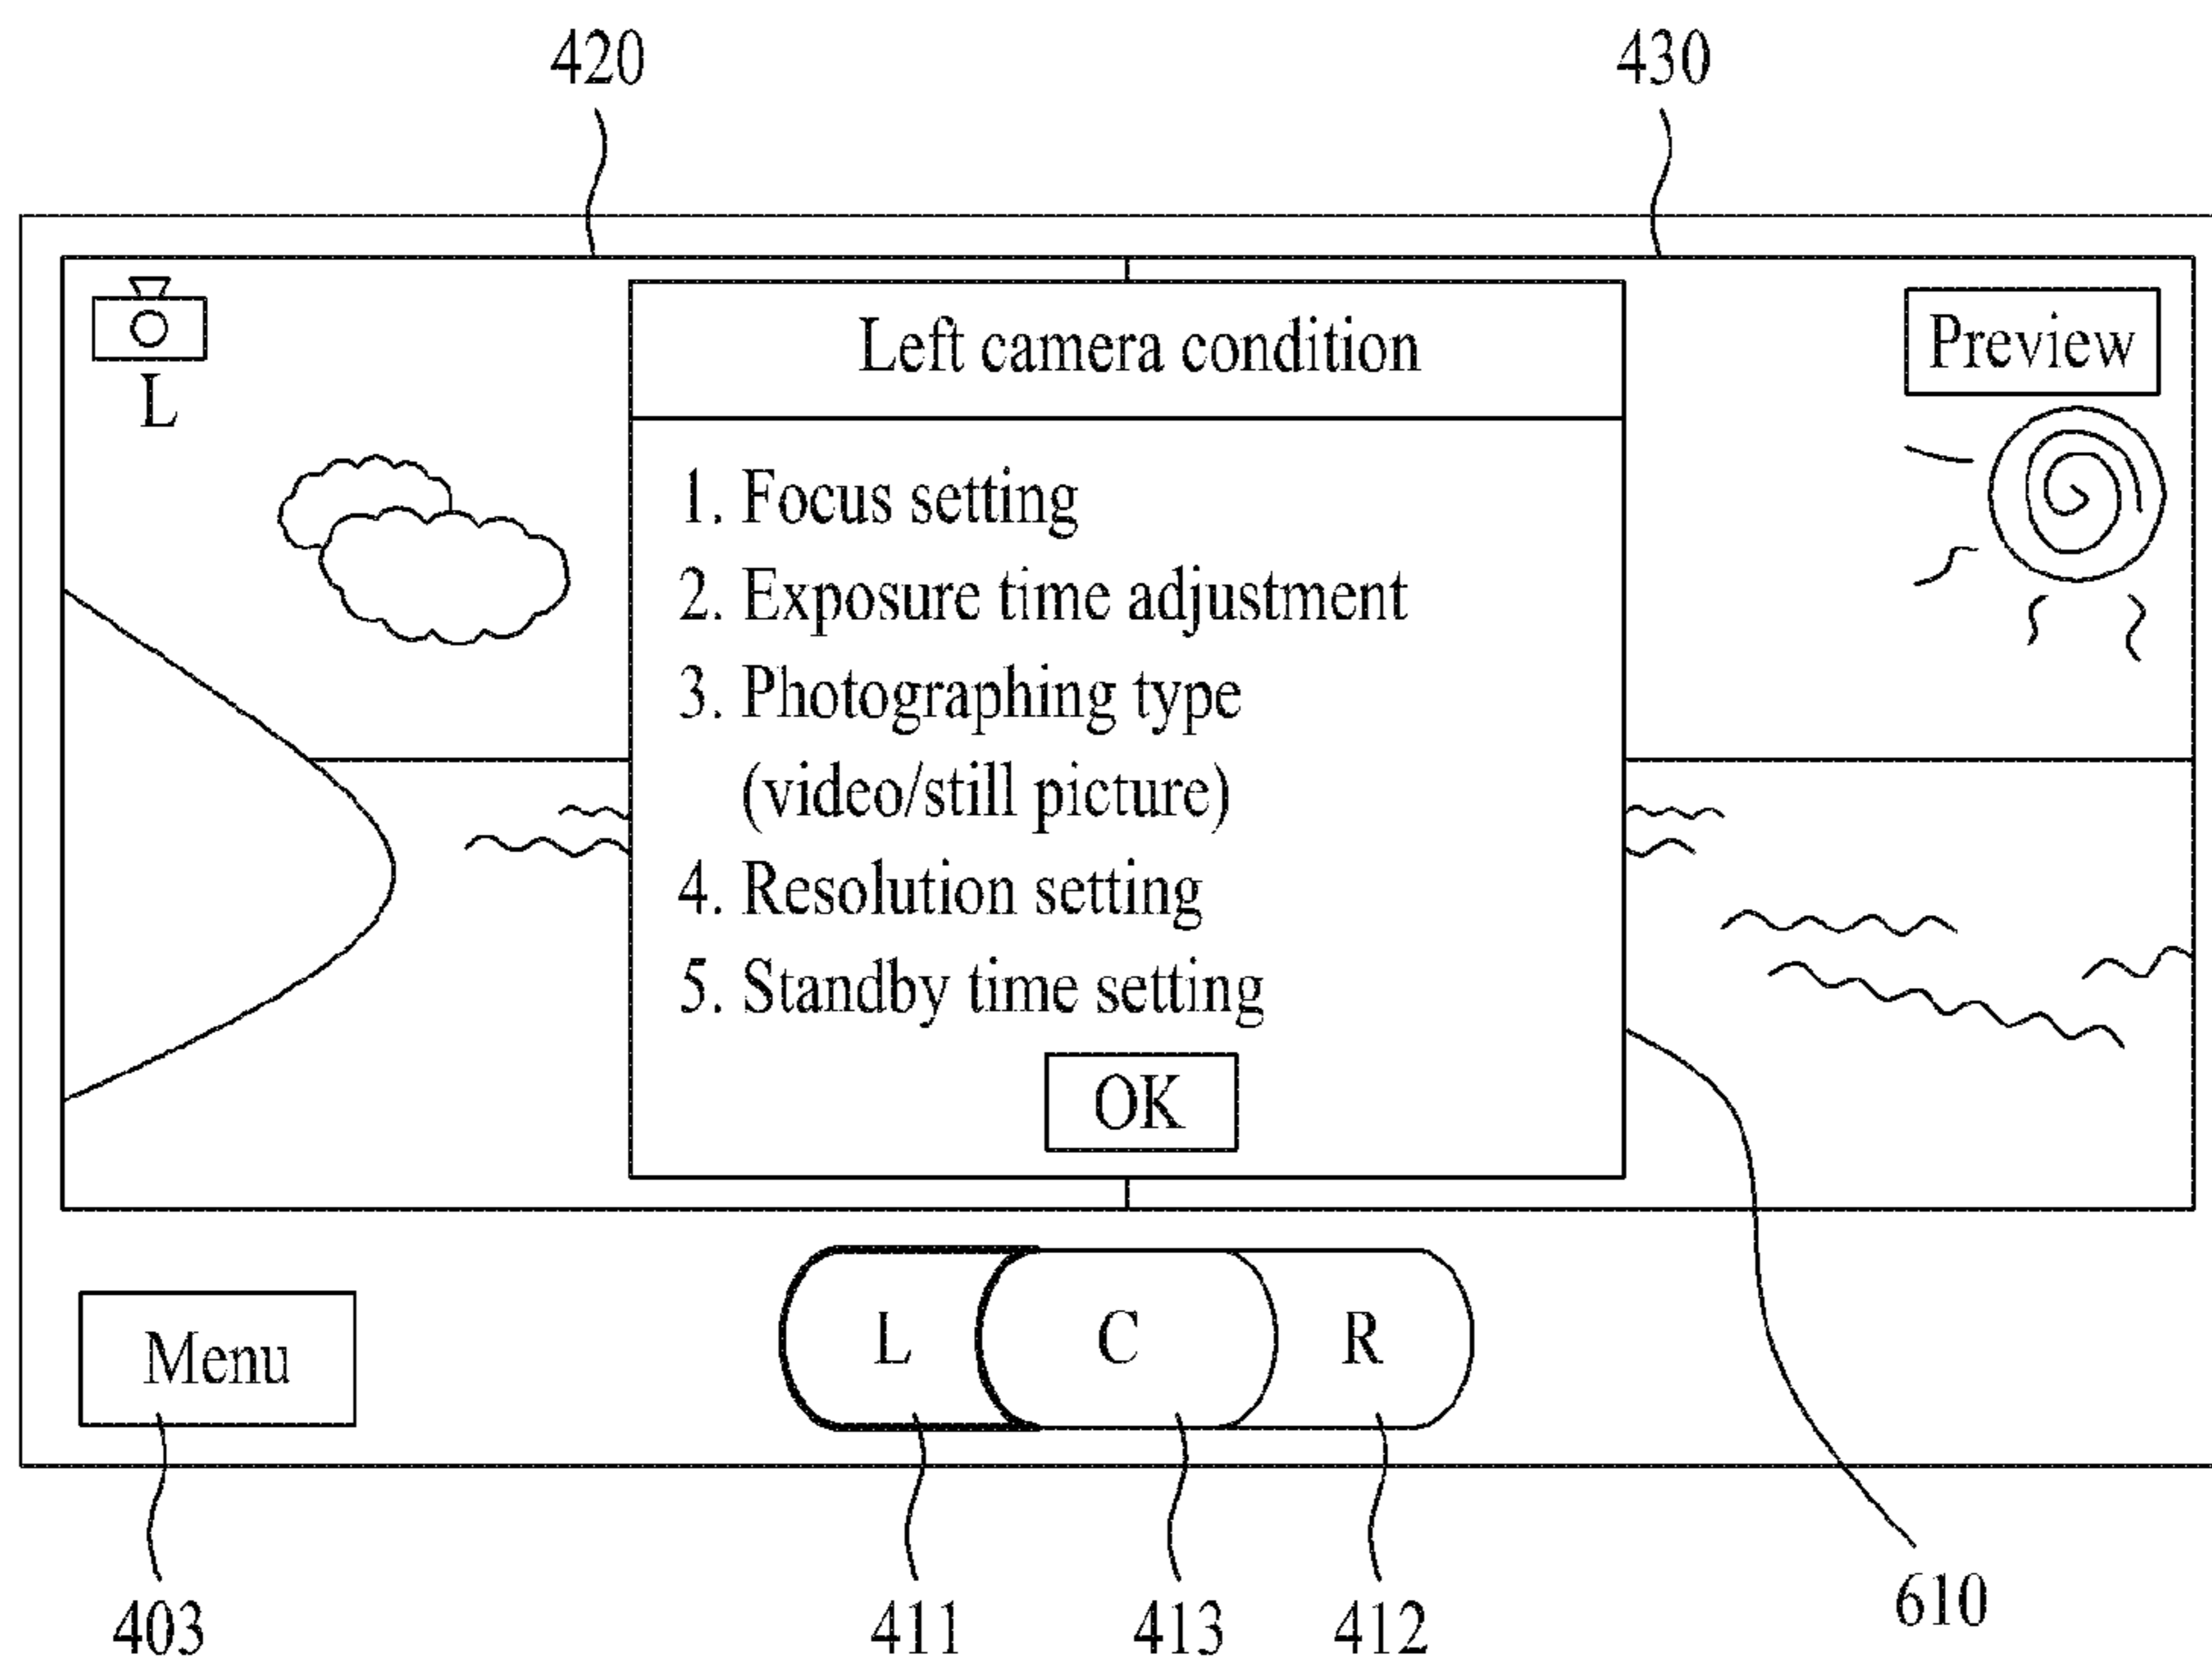 420
430
L
Preview
Left camera condition
1. Focus setting
2. Exposure time adjustment
3. Photographing type
(video/still picture)
4. Resolution setting
5. Standby time setting
OK
Menu
L
C
R
403
411
413
412
610